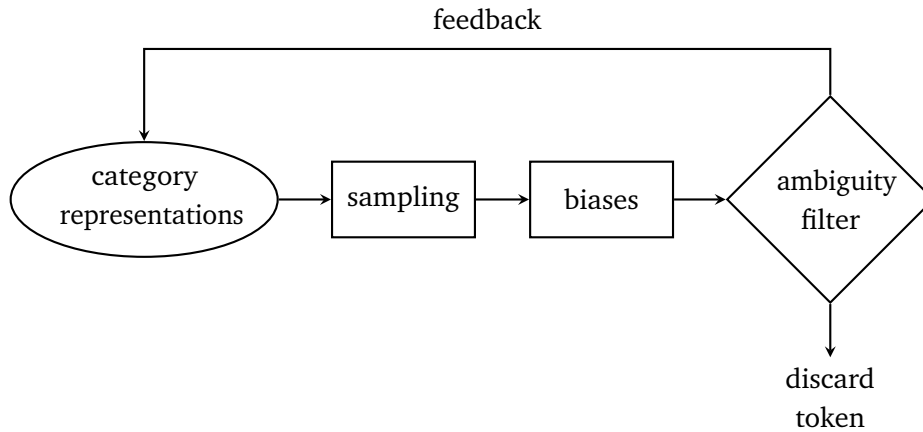 feedback
category
representations
sampling
biases
ambiguity
filter
discard
token